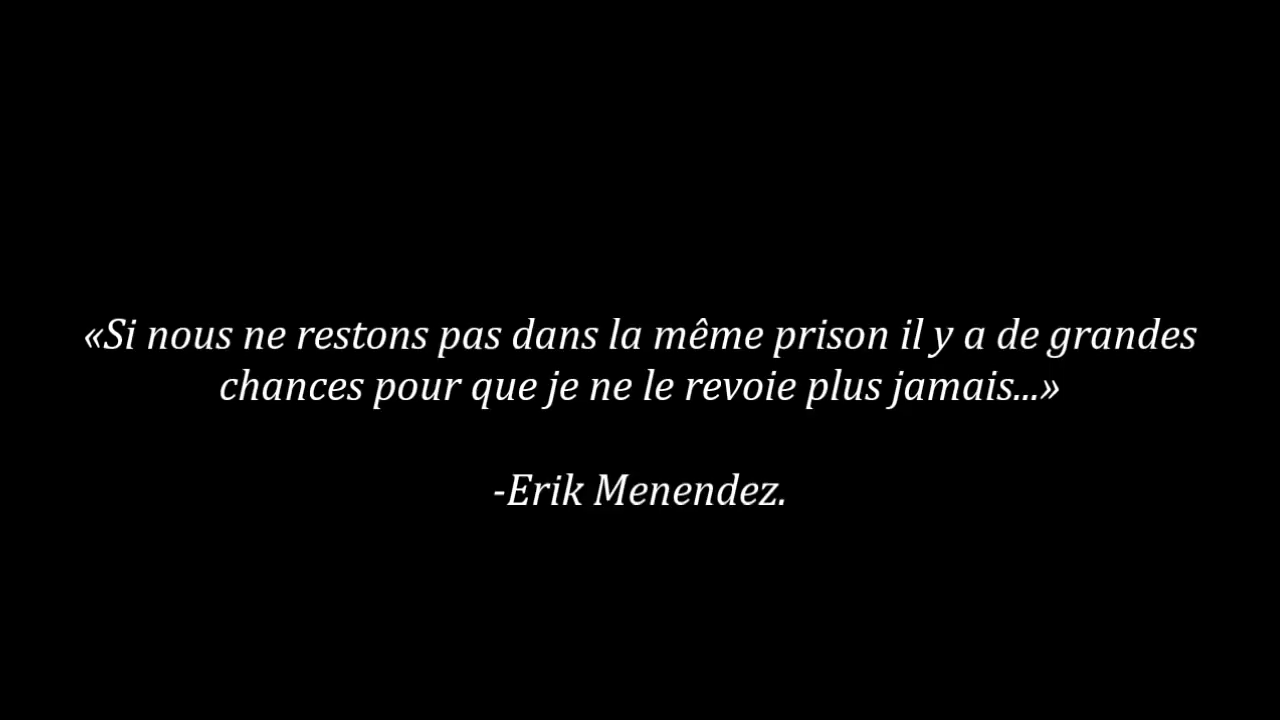 «Si nous ne restons pas dans la même prison il y a de grandes
chances pour que je ne le revoie plus jamais...»
-Erik Menendez.